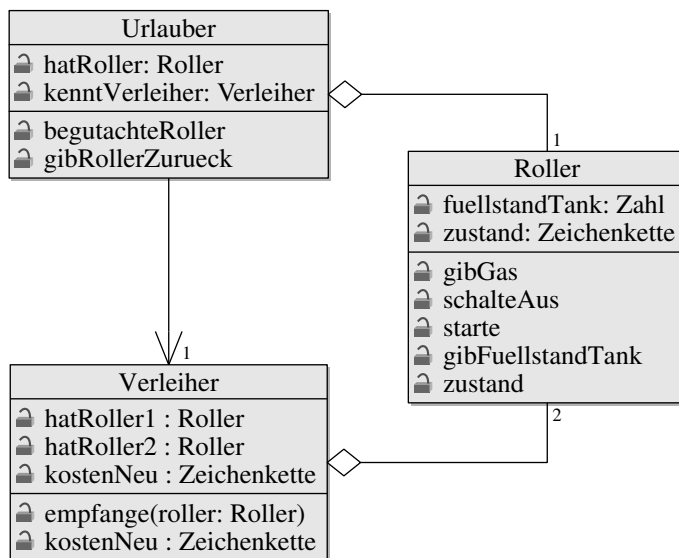 Urlauber
hatRoller: Roller
kenntVerleiher: Verleiher
begutachteRoller
gibRollerZurueck
1
Roller
fuellstandTank: Zahl
zustand: Zeichenkette
gibGas
schalteAus
starte
gibFuellstandTank
zustand
1
2
Verleiher
hatRoller1 : Roller
hatRoller2 : Roller
kostenNeu : Zeichenkette
empfange(roller: Roller)
kostenNeu : Zeichenkette